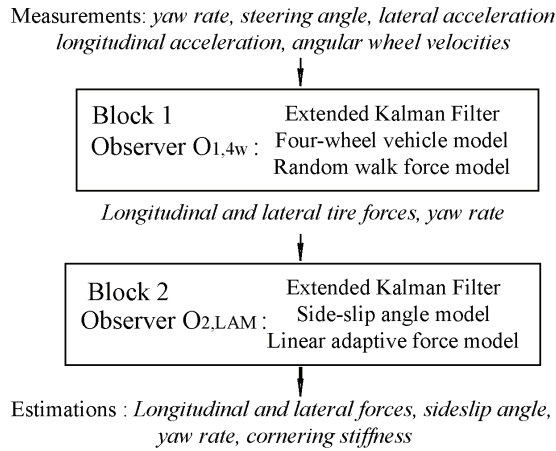 Measurements: yaw rate, steering angle, lateral acceleration
longitudinal acceleration, angular wheel velocities
Block 1
Observer O1,4w :
Extended Kalman Filter
Four-wheel vehicle model
Random walk force model
Longitudinal and lateral tire forces, yaw rate
Block 2
Observer O2,LAM :
Extended Kalman Filter
Side-slip angle model
Linear adaptive force model
Estimations : Longitudinal and lateral forces, sideslip angle,
yaw rate, cornering stiffness